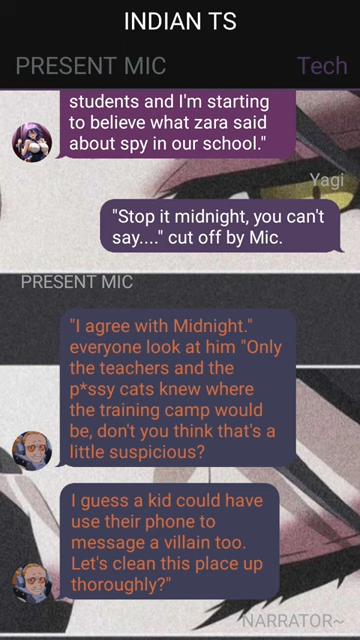 INDIAN TS
PRESENT MIC
Tech
students and I'm starting
to believe what zara said
about spy in our school."
Yagi
"Stop it midnight, you can't
say...." cut off by Mic.
PRESENT MIC
"I agree with Midnight."
everyone look at him "Only
the teachers and the
p*ssy cats knew where
the training camp would
be, don't you think that's a
little suspicious?
I guess a kid could have
use their phone to
message a villain too.
Let's clean this place up
thoroughly?"
NARRATOR~